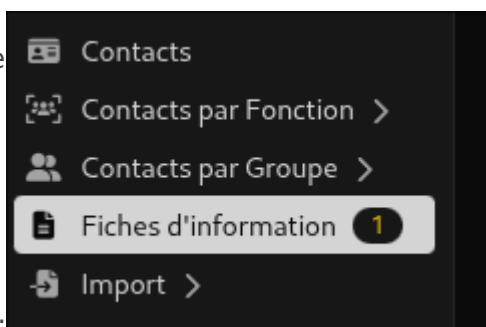 Contacts
Contacts par Fonction >
Contacts par Groupe >
Fiches d'information 1
Import >